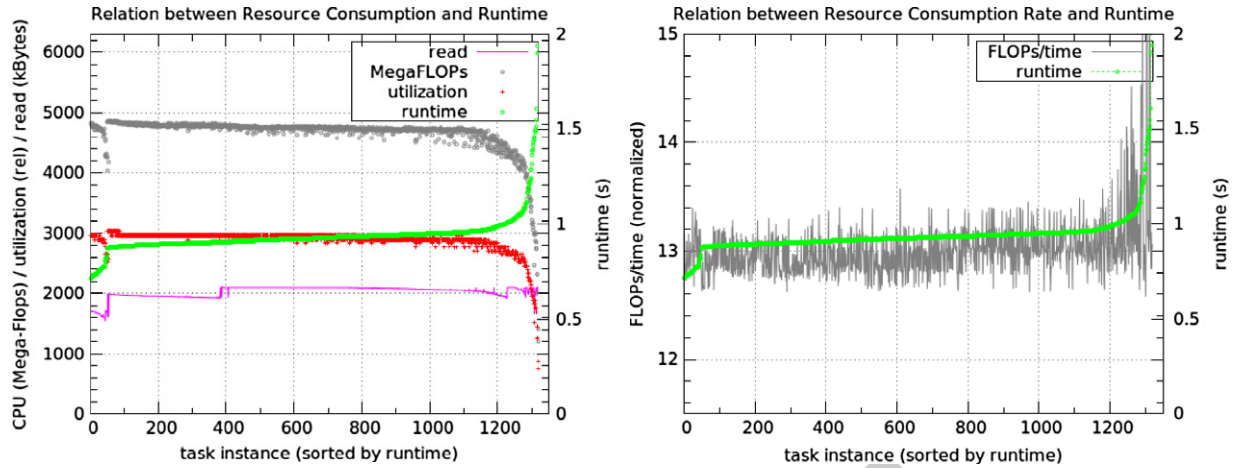 Relation between Resource Consumption and Runtime
CPU (Mega-Flops) / utilization (rel) / read (kBytes)
6000
5000
4000
3000
2000
1000
0
read
MegaFLOPs
utilization
runtime
2
1.5
1
0.5
0
runtime (s)
0 200 400 600 800 1000 1200
task instance (sorted by runtime)
Relation between Resource Consumption Rate and Runtime
FLOPs/time (normalized)
15
14
13
12
FLOPs/time
runtime
2
1.5
1
0.5
0
runtime (s)
0 200 400 600 800 1000 1200
task instance (sorted by runtime)